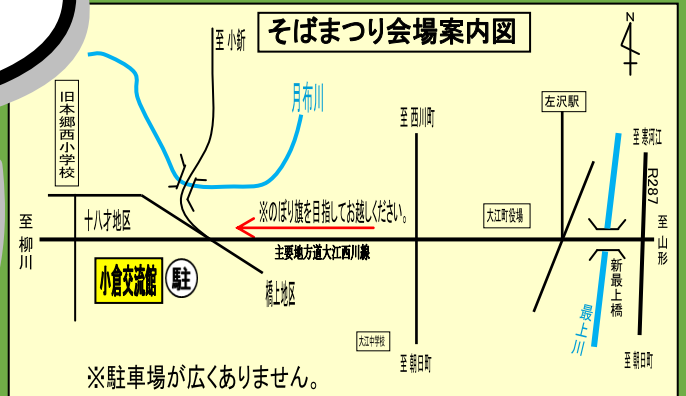 そばまつり会場案内図
N
至 小釿
月布川
旧本郷西小学校
至 西川町
左沢駅
至 寒河江
R287
※のぼり旗を目指してお越しください。
大江町役場
十八才地区
至 柳川
至 山形
主要地方道大江西川線
小倉交流館
駐
橋上地区
新最上橋
最上川
大江中学校
至 朝日町
至 朝日町
※駐車場が広くありません。